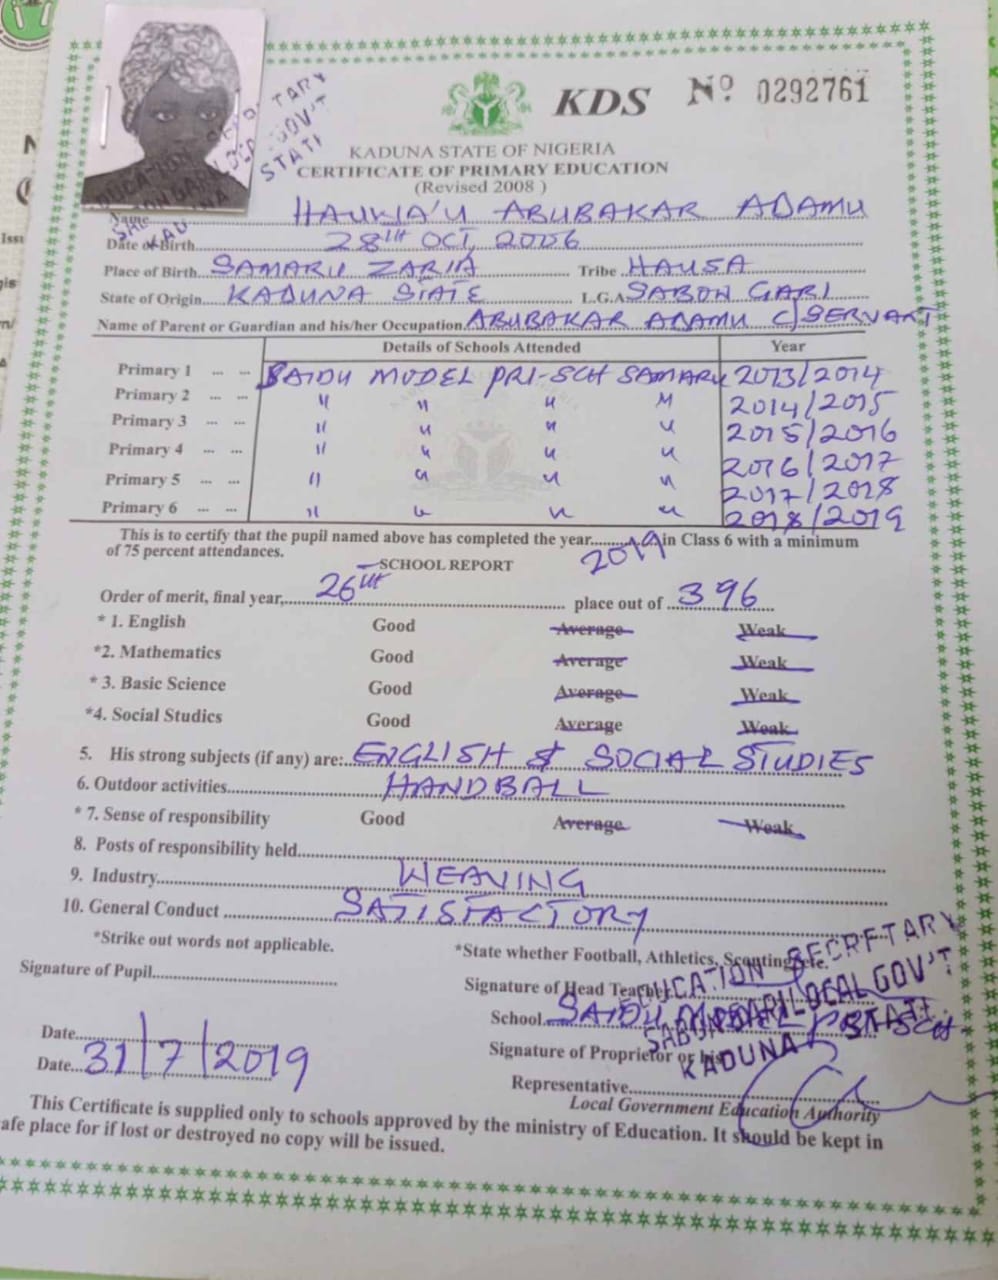 KDS Nº 0292761
KADUNA STATE OF NIGERIA
CERTIFICATE OF PRIMARY EDUCATION
(Revised 2008 )
Name HAUWA'U ABUBAKAR ADAMU
Date of Birth 28TH OCT, 2006
Place of Birth SAMARU ZARIA Tribe HAUSA
State of Origin KADUNA STATE L.G.A SABON GARI
Name of Parent or Guardian and his/her Occupation ABUBAKAR ADAMU C/SERVANT
Details of Schools Attended Year
Primary 1 ... ... SAIDU MODEL PRI-SCH SAMARU 2013/2014
Primary 2 ... ... " " " " 2014/2015
Primary 3 ... ... " " " " 2015/2016
Primary 4 ... ... " " " " 2016/2017
Primary 5 ... ... " " " " 2017/2018
Primary 6 ... ... " " " " 2018/2019
This is to certify that the pupil named above has completed the year 2019 in Class 6 with a minimum
of 75 percent attendances.
SCHOOL REPORT
Order of merit, final year, 26th place out of 396
* 1. English Good Average Weak
*2. Mathematics Good Average Weak
* 3. Basic Science Good Average Weak
*4. Social Studies Good Average Weak
5. His strong subjects (if any) are: ENGLISH & SOCIAL STUDIES
6. Outdoor activities HANDBALL
* 7. Sense of responsibility Good Average Weak
8. Posts of responsibility held
9. Industry WEAVING
10. General Conduct SATISFACTORY
*Strike out words not applicable. *State whether Football, Athletics, Scouting etc.
Signature of Pupil
Signature of Head Teacher
EDUCATION SECRETARY
SABON GARI LOCAL GOV'T
KADUNA STATE
School SAIDU MODEL PRI SCH
Date
Date 31/7/2019
Signature of Proprietor or his
Representative
Local Government Education Authority
This Certificate is supplied only to schools approved by the ministry of Education. It should be kept in
afe place for if lost or destroyed no copy will be issued.